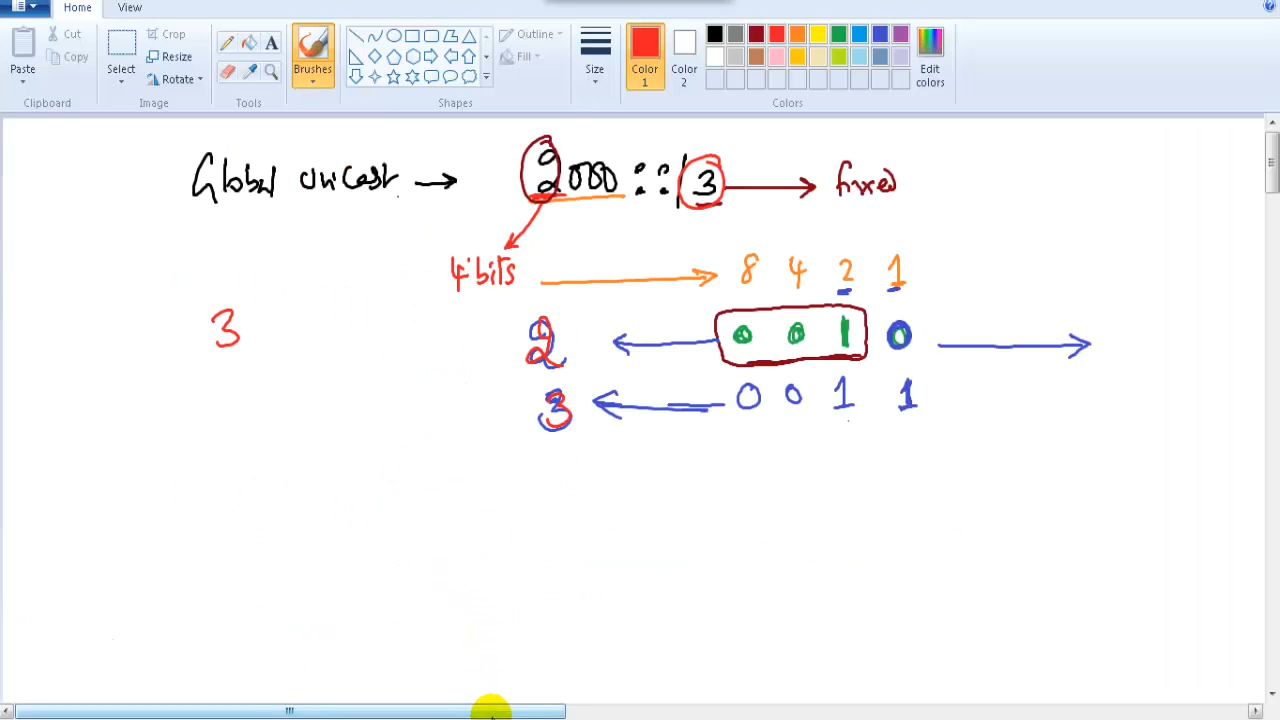 Home View
Paste Cut Copy Select Resize Rotate A Brushes Outline Fill Size Color 1 Color 2 Edit colors
Clipboard Image Tools Shapes Colors
Global unicast → 2000::/3 → fixed
4 bits → 8 4 2 1
3
2 ← 0 0 1 0 →
3 ← 0 0 1 1